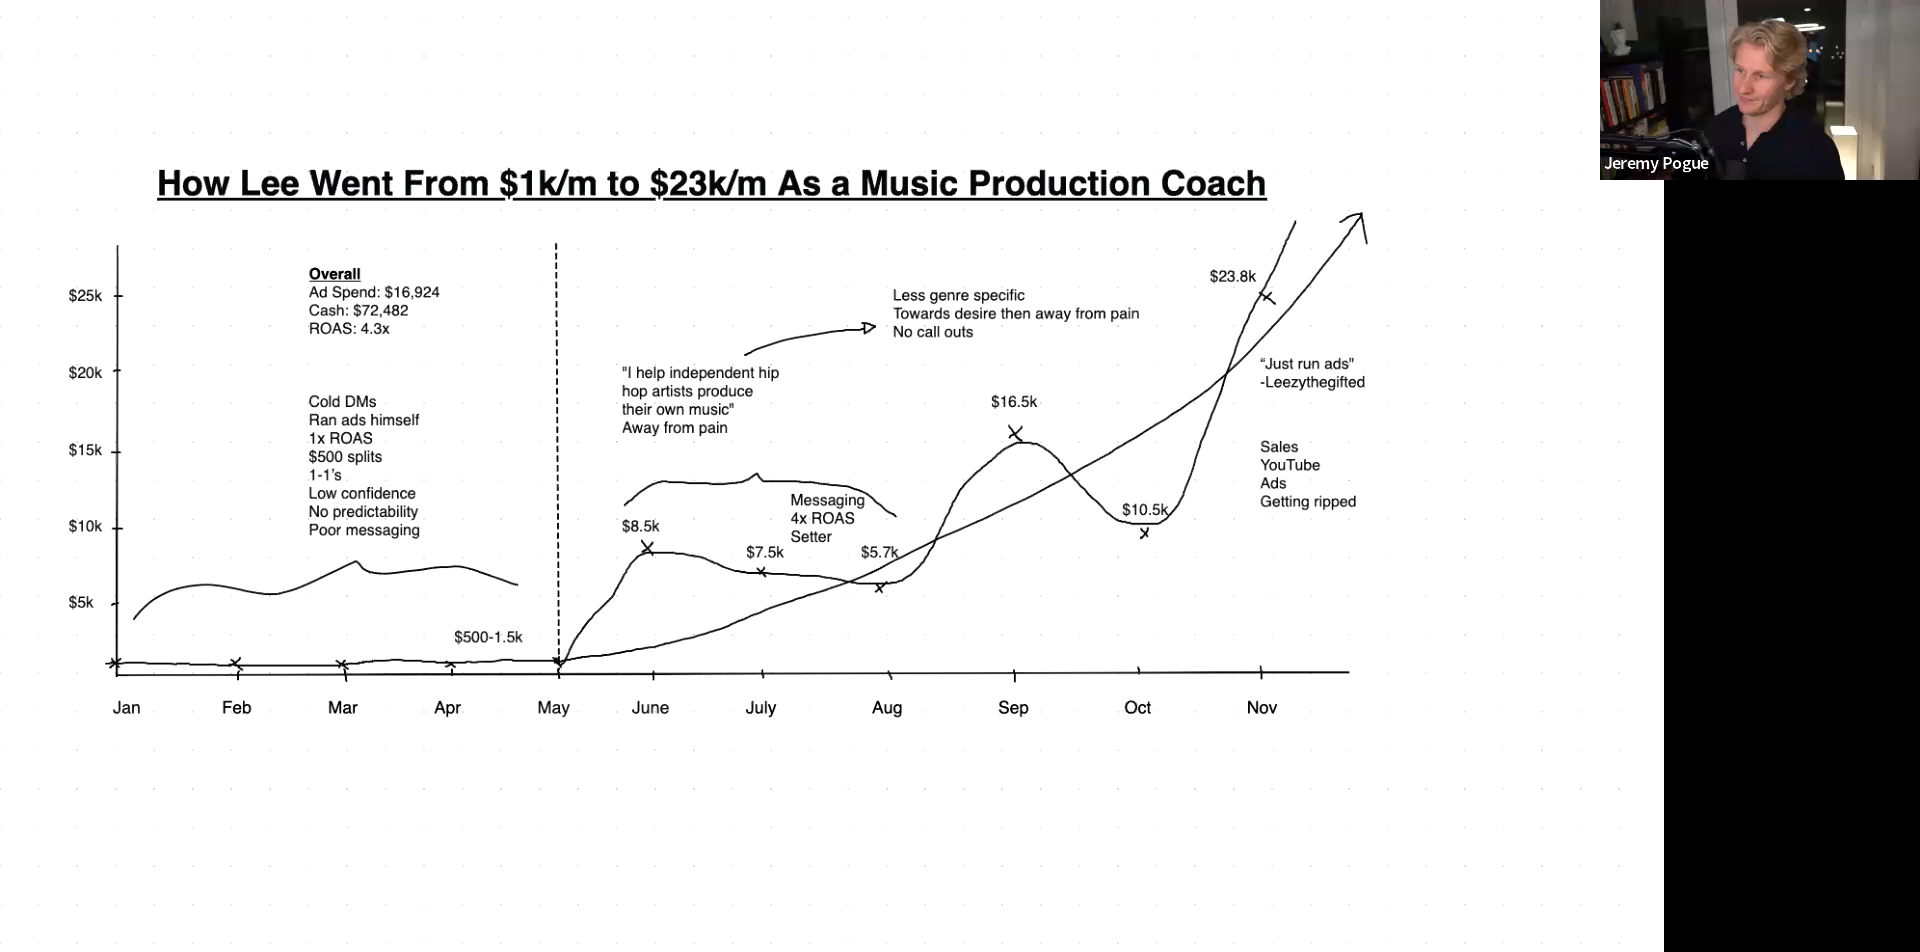 Jeremy Pogue
How Lee Went From $1k/m to $23k/m As a Music Production Coach
$25k
$20k
$15k
$10k
$5k
Overall
Ad Spend: $16,924
Cash: $72,482
ROAS: 4.3x
Cold DMs
Ran ads himself
1x ROAS
$500 splits
1-1's
Low confidence
No predictability
Poor messaging
$500-1.5k
"I help independent hip
hop artists produce
their own music"
Away from pain
Less genre specific
Towards desire then away from pain
No call outs
Messaging
4x ROAS
Setter
$8.5k
$7.5k
$5.7k
$16.5k
$10.5k
$23.8k
“Just run ads"
-Leezythegifted
Sales
YouTube
Ads
Getting ripped
Jan
Feb
Mar
Apr
May
June
July
Aug
Sep
Oct
Nov